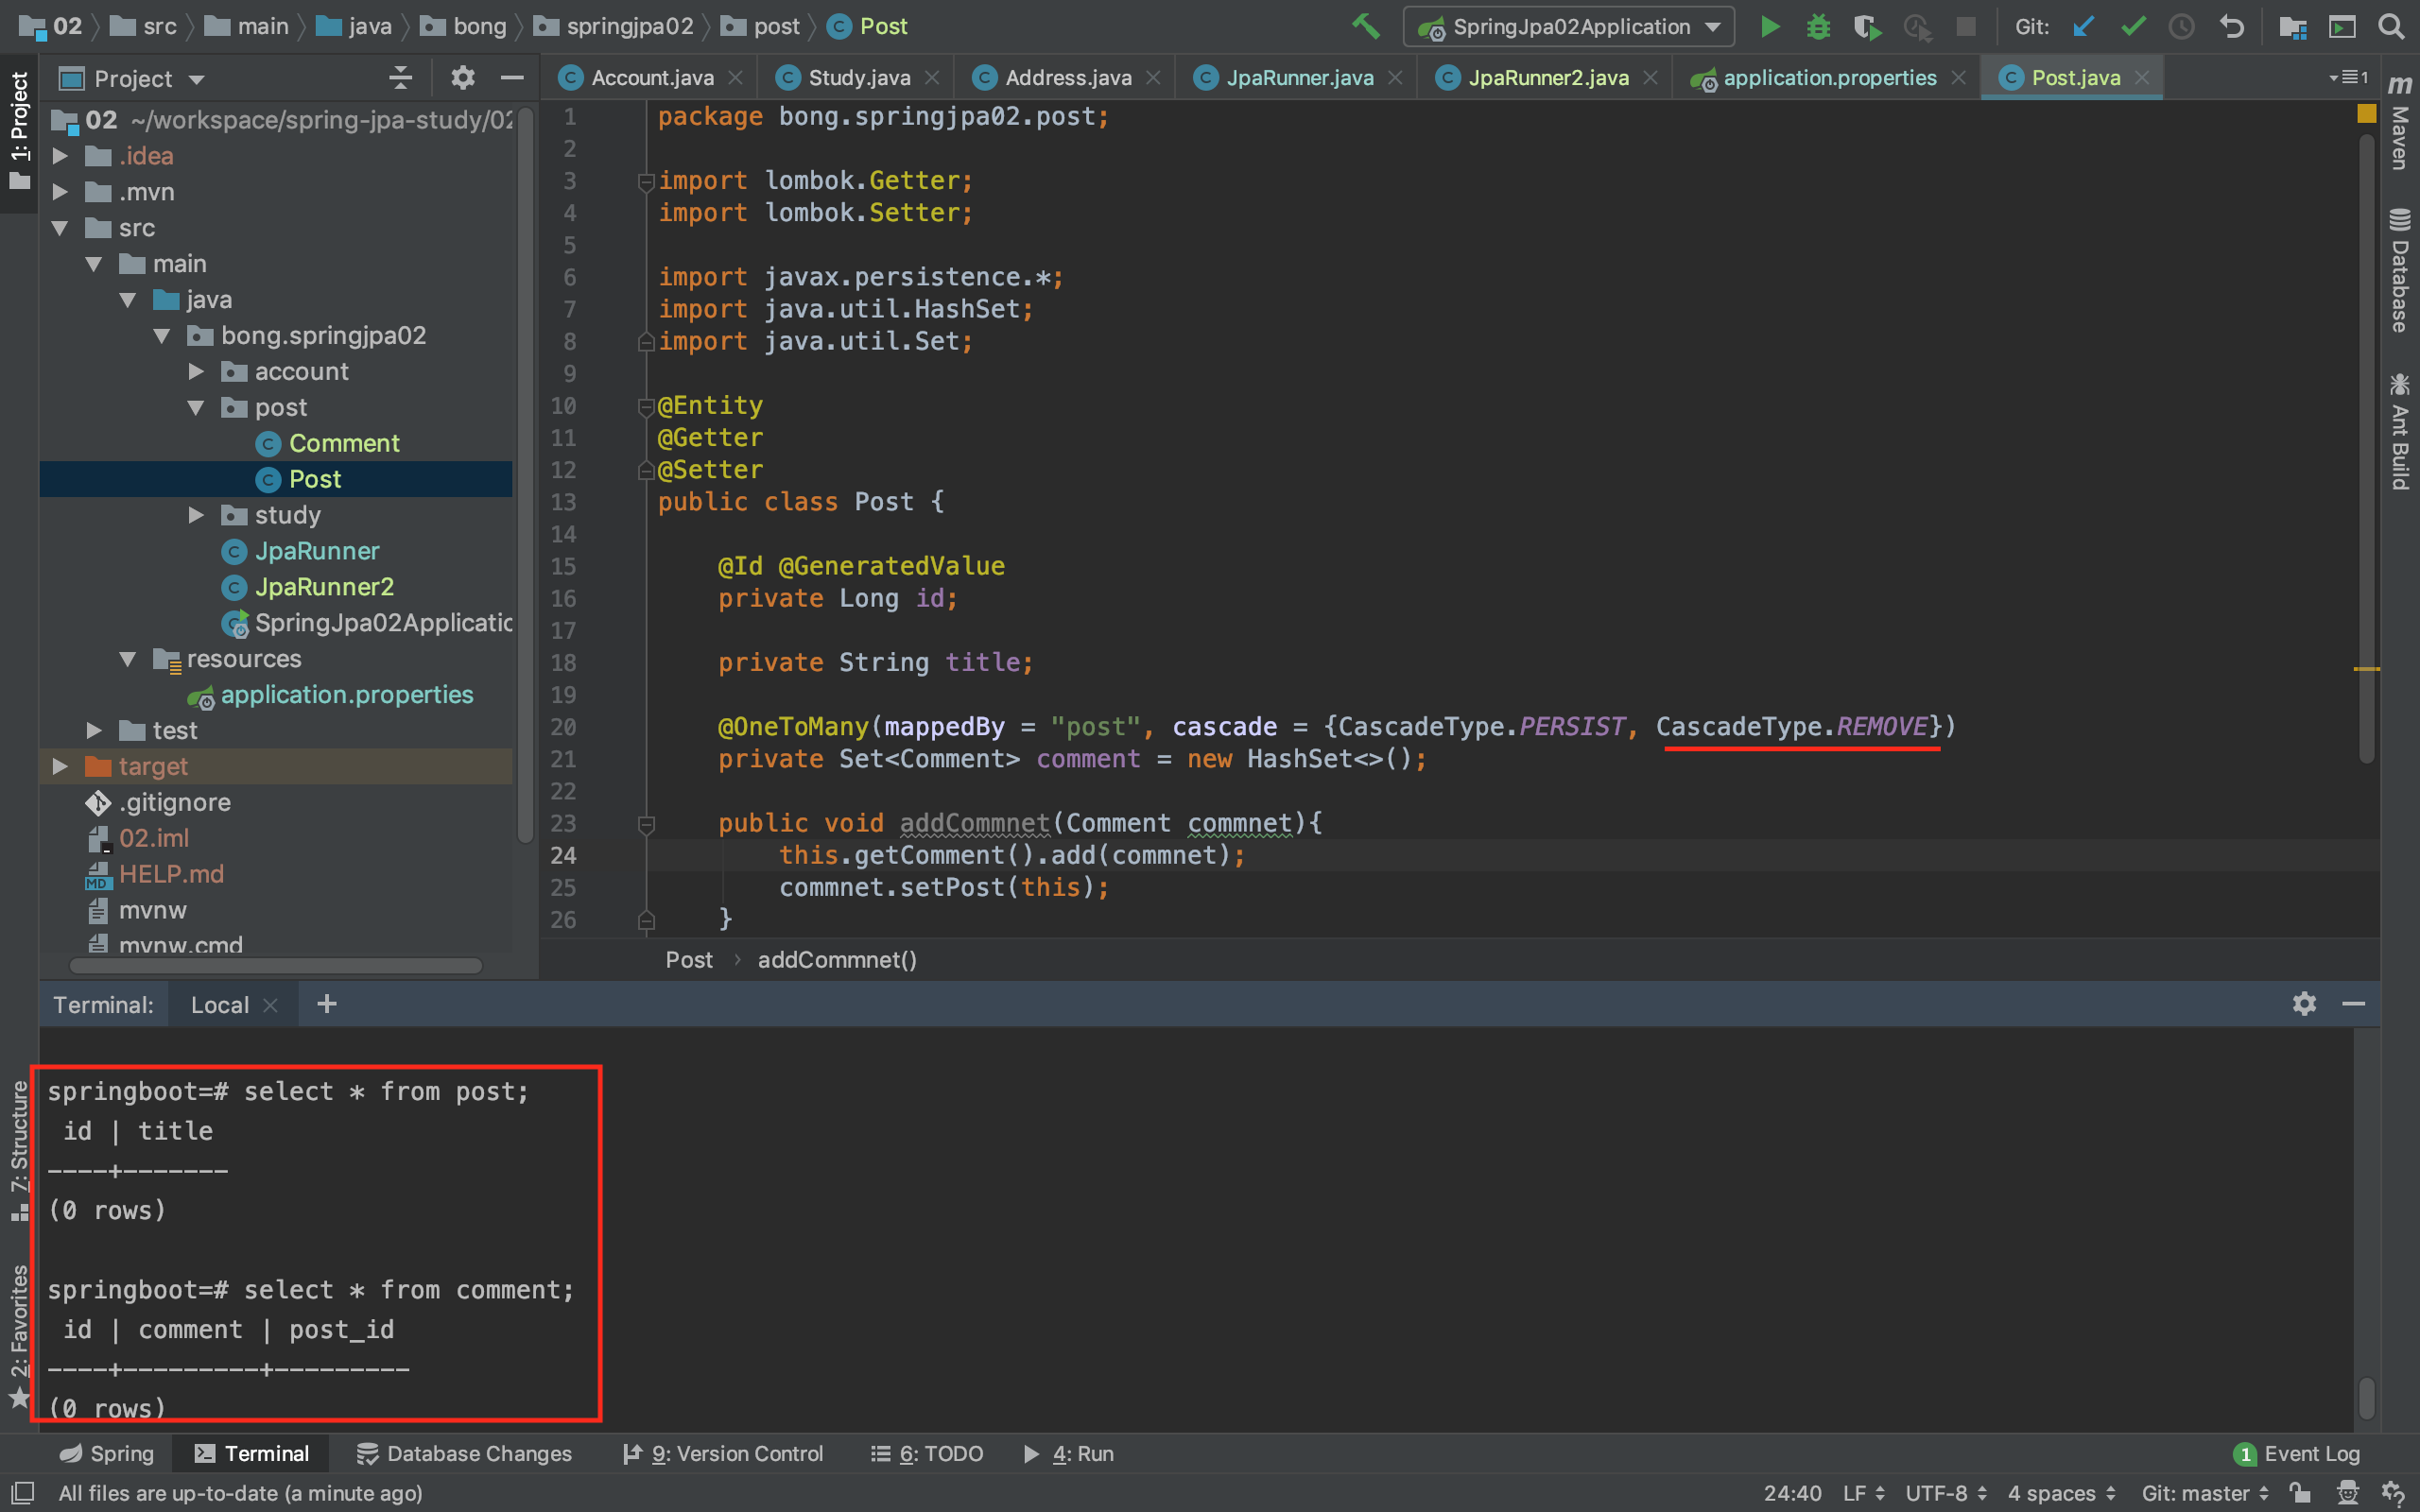 02 src main java bong springjpa02 post Post
SpringJpa02Application Git:
Project
Account.java Study.java Address.java JpaRunner.java JpaRunner2.java application.properties Post.java 1
1: Project
02 ~/workspace/spring-jpa-study/02
.idea
.mvn
src
main
java
bong.springjpa02
account
post
Comment
Post
study
JpaRunner
JpaRunner2
SpringJpa02Applicatic
resources
application.properties
test
target
.gitignore
02.iml
HELP.md
mvnw
mvnw.cmd
1 package bong.springjpa02.post;
2
3 import lombok.Getter;
4 import lombok.Setter;
5
6 import javax.persistence.*;
7 import java.util.HashSet;
8 import java.util.Set;
9
10 @Entity
11 @Getter
12 @Setter
13 public class Post {
14
15 @Id @GeneratedValue
16 private Long id;
17
18 private String title;
19
20 @OneToMany(mappedBy = "post", cascade = {CascadeType.PERSIST, CascadeType.REMOVE})
21 private Set<Comment> comment = new HashSet<>();
22
23 public void addCommnet(Comment commnet){
24 this.getComment().add(commnet);
25 commnet.setPost(this);
26 }
Post addCommnet()
m Maven
Database
Ant Build
Terminal: Local
7: Structure
2: Favorites
springboot=# select * from post;
id | title
----+-------
(0 rows)
springboot=# select * from comment;
id | comment | post_id
----+---------+---------
(0 rows)
Spring Terminal Database Changes 9: Version Control 6: TODO 4: Run 1 Event Log
All files are up-to-date (a minute ago) 24:40 LF UTF-8 4 spaces Git: master